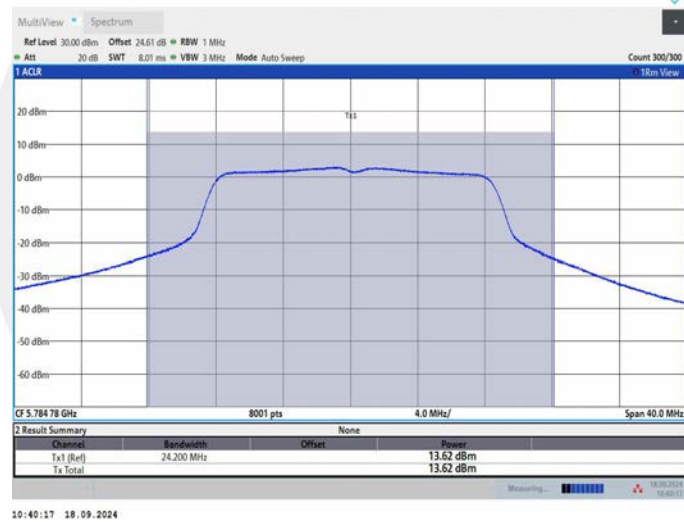 MultiView Spectrum
Ref Level 30.00 dBm Offset 24.61 dB RBW 1 MHz
Att 20 dB SWT 8.01 ms VBW 3 MHz Mode Auto Sweep Count 300/300
1 ACLR 1Rm View
Tx1
20 dBm
10 dBm
0 dBm
-10 dBm
-20 dBm
-30 dBm
-40 dBm
-50 dBm
-60 dBm
CF 5.784 78 GHz 8001 pts 4.0 MHz/ Span 40.0 MHz
2 Result Summary None
Channel Bandwidth Offset Power
Tx1 (Ref) 24.200 MHz 13.62 dBm
Tx Total 13.62 dBm
Measuring... 18.09.2024
10:40:17
10:40:17 18.09.2024